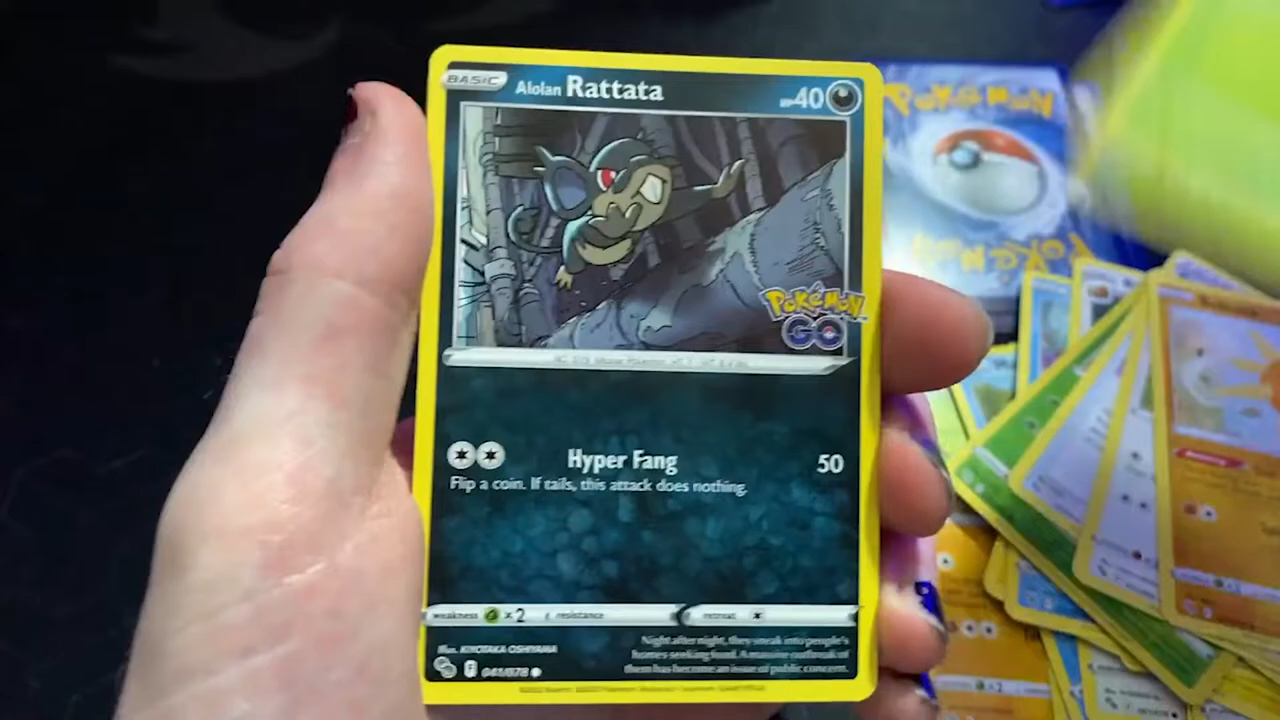 BASIC
Alolan Rattata
HP 40
POKéMON
GO
Hyper Fang
50
Flip a coin. If tails, this attack does nothing.
weakness ×2 resistance retreat
Illus. KIYOTAKA OSHIYAMA
041/078
Night after night, they sneak into people's
homes seeking food. A massive outbreak of
them has become an issue of public concern.
POKéMON
POKéMON